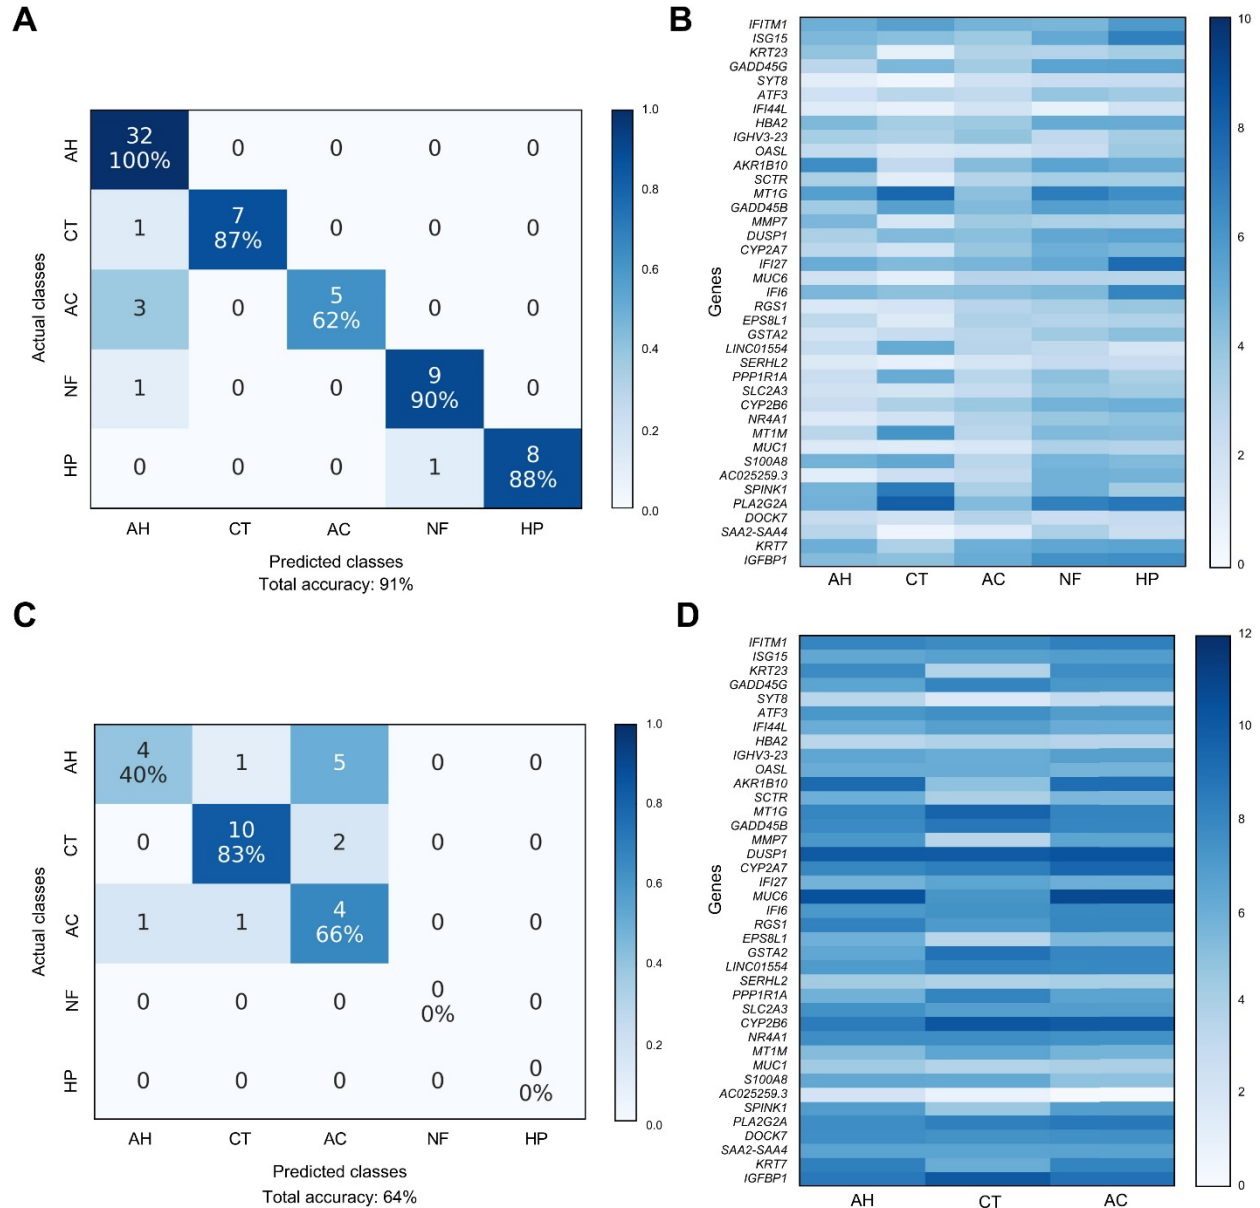 A
32
100%
0
0
0
0
1
7
87%
0
0
0
3
0
5
62%
0
0
1
0
0
9
90%
0
0
0
0
1
8
88%
AH
CT
AC
NF
HP
Actual classes
AH CT AC NF HP
Predicted classes
Total accuracy: 91%
1.0
0.8
0.6
0.4
0.2
0.0
B
IFITM1
ISG15
KRT23
GADD45G
SYT8
ATF3
IFI44L
HBA2
IGHV3-23
OASL
AKR1B10
SCTR
MT1G
GADD45B
MMP7
DUSP1
CYP2A7
IFI27
MUC6
IFI6
RGS1
EPS8L1
GSTA2
LINC01554
SERHL2
PPP1R1A
SLC2A3
CYP2B6
NR4A1
MT1M
MUC1
S100A8
AC025259.3
SPINK1
PLA2G2A
DOCK7
SAA2-SAA4
KRT7
IGFBP1
Genes
AH CT AC NF HP
10
8
6
4
2
0
C
4
40%
1
5
0
0
0
10
83%
2
0
0
1
1
4
66%
0
0
0
0
0
0
0%
0
0
0
0
0
0
0%
AH
CT
AC
NF
HP
Actual classes
AH CT AC NF HP
Predicted classes
Total accuracy: 64%
1.0
0.8
0.6
0.4
0.2
0.0
D
IFITM1
ISG15
KRT23
GADD45G
SYT8
ATF3
IFI44L
HBA2
IGHV3-23
OASL
AKR1B10
SCTR
MT1G
GADD45B
MMP7
DUSP1
CYP2A7
IFI27
MUC6
IFI6
RGS1
EPS8L1
GSTA2
LINC01554
SERHL2
PPP1R1A
SLC2A3
CYP2B6
NR4A1
MT1M
MUC1
S100A8
AC025259.3
SPINK1
PLA2G2A
DOCK7
SAA2-SAA4
KRT7
IGFBP1
Genes
AH CT AC
12
10
8
6
4
2
0